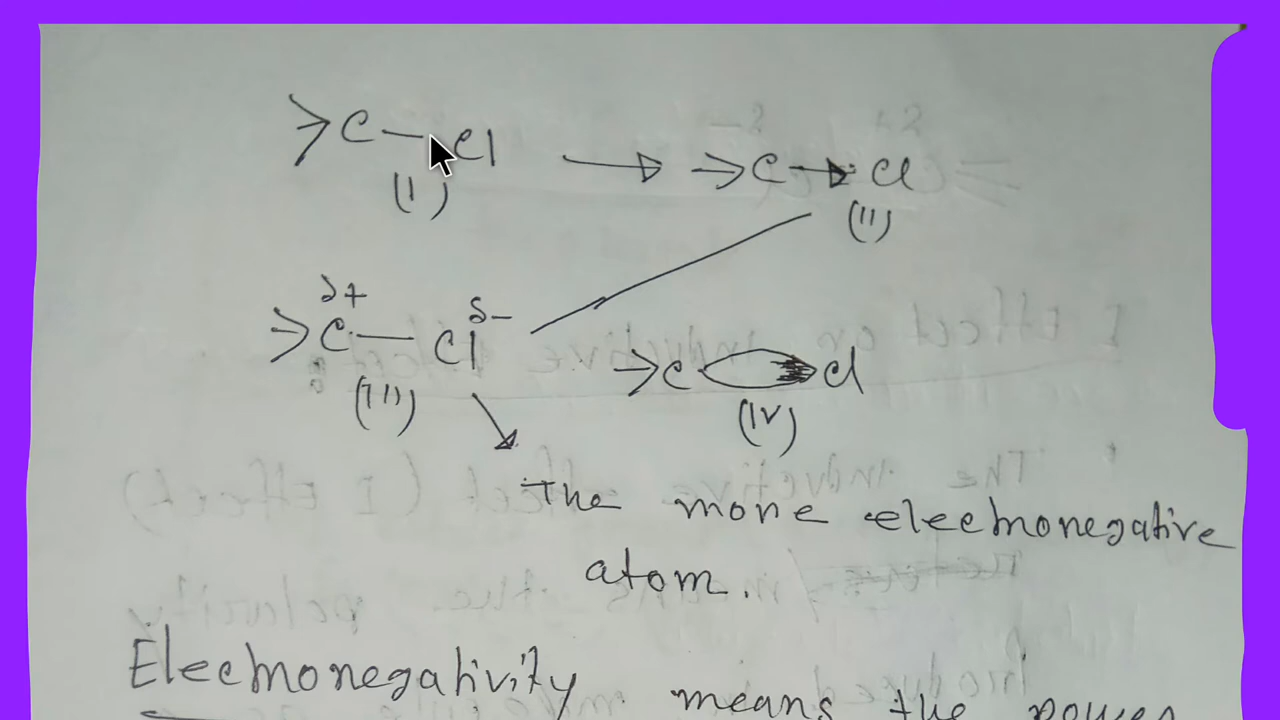 >C—Cl
(I)
→ >C→Cl
(II)
δ+ δ-
>C—Cl
(III)
>C Cl
(IV)
The more electronegative
atom.
Electronegativity means the power